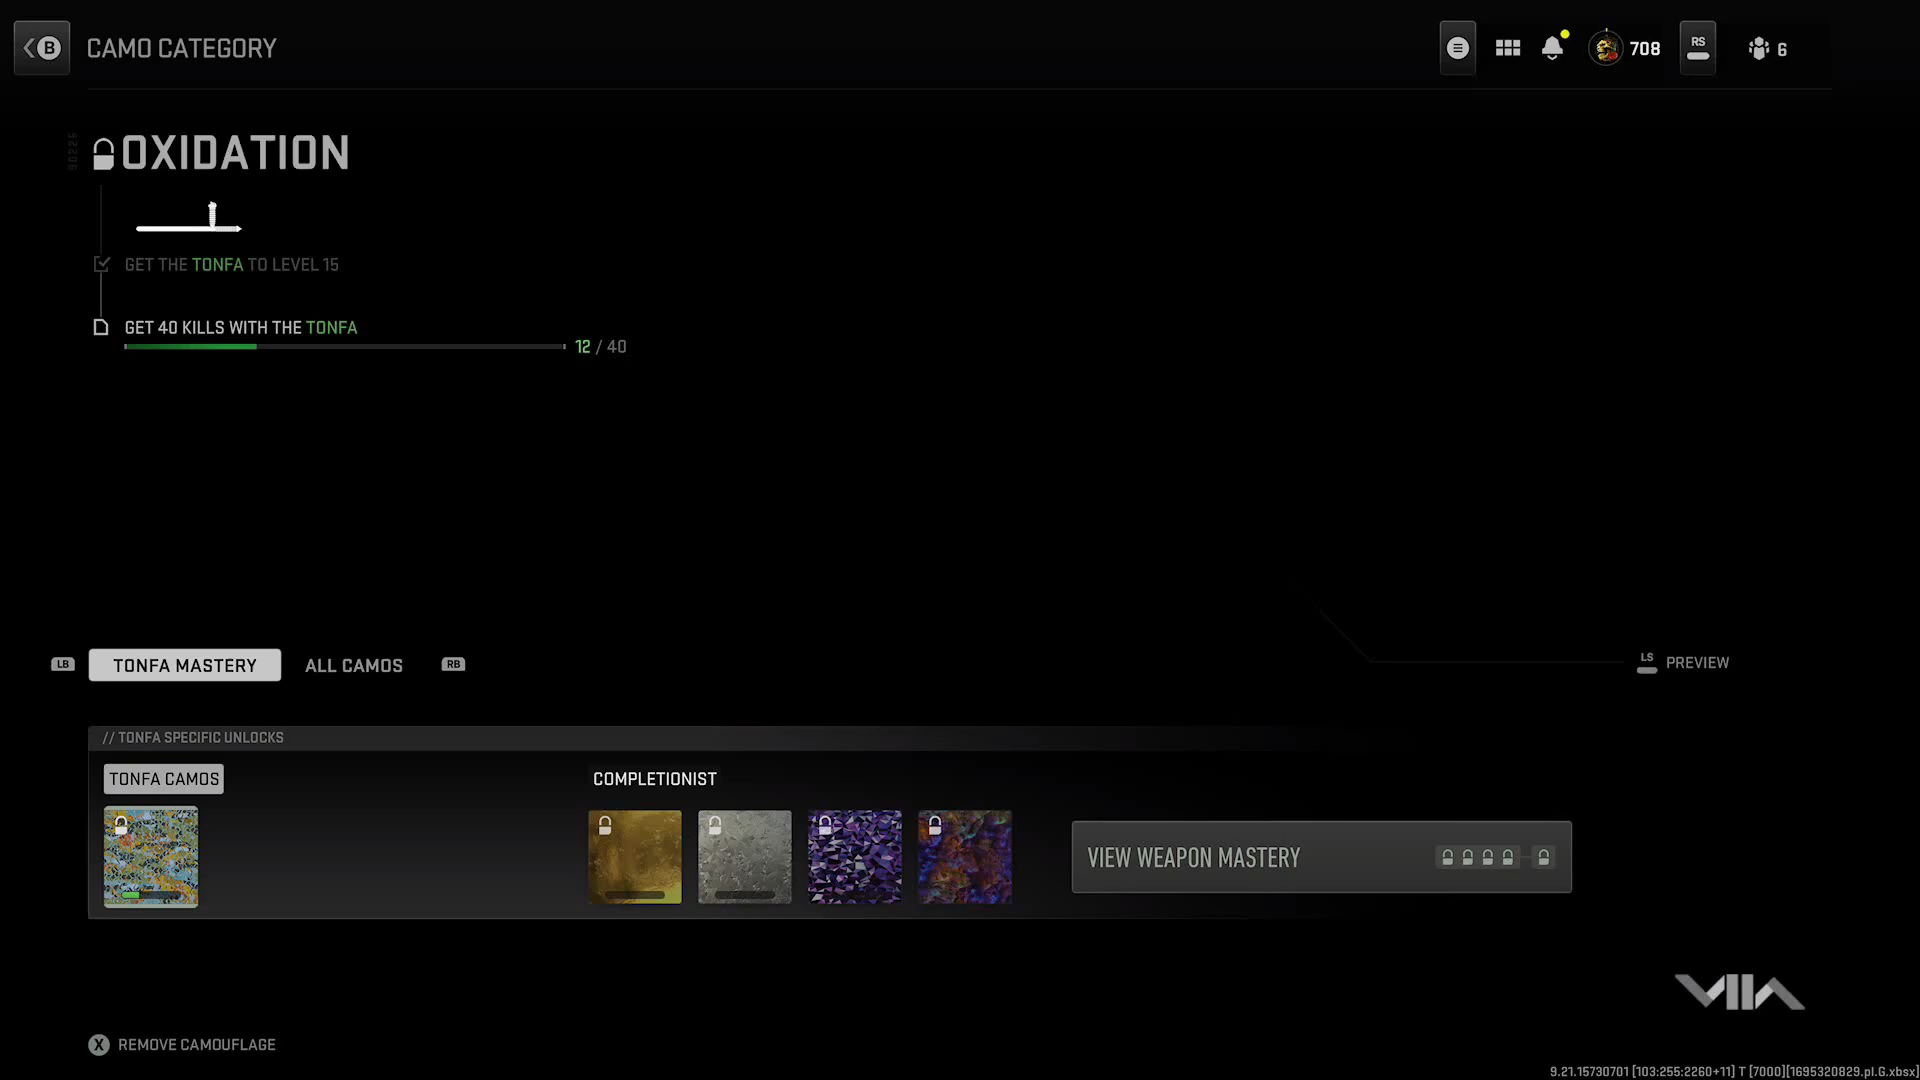 B CAMO CATEGORY
708 RS 6
OXIDATION
GET THE TONFA TO LEVEL 15
GET 40 KILLS WITH THE TONFA
12 / 40
LB TONFA MASTERY ALL CAMOS RB
LS PREVIEW
// TONFA SPECIFIC UNLOCKS
TONFA CAMOS COMPLETIONIST
VIEW WEAPON MASTERY
X REMOVE CAMOUFLAGE
9.21.15730701 [103:255:2260+11] T [7000][1695320829.pl.G.xbsx]